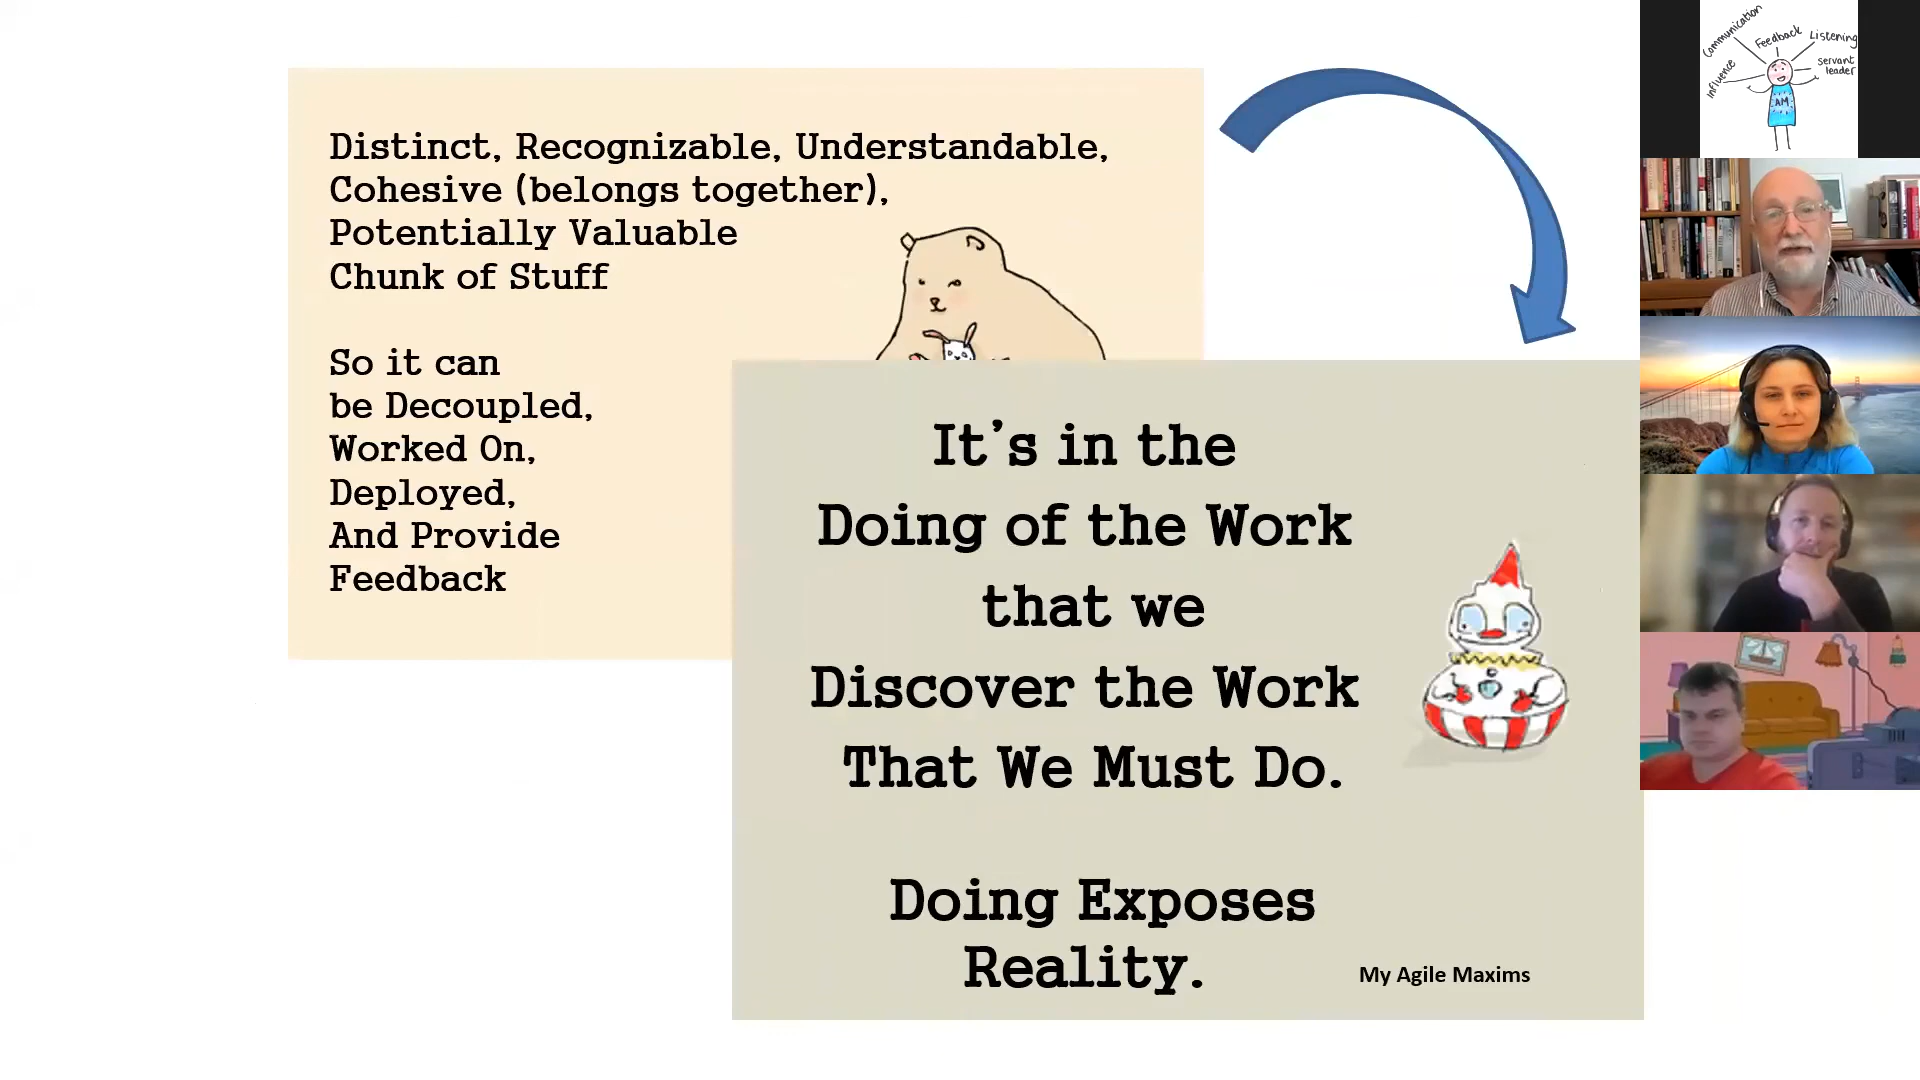 Distinct, Recognizable, Understandable,
Cohesive (belongs together),
Potentially Valuable
Chunk of Stuff
So it can
be Decoupled,
Worked On,
Deployed,
And Provide
Feedback
It's in the
Doing of the Work
that we
Discover the Work
That We Must Do.
Doing Exposes
Reality.
My Agile Maxims
Communication
Feedback
Listening
Influence
servant
leader
AM